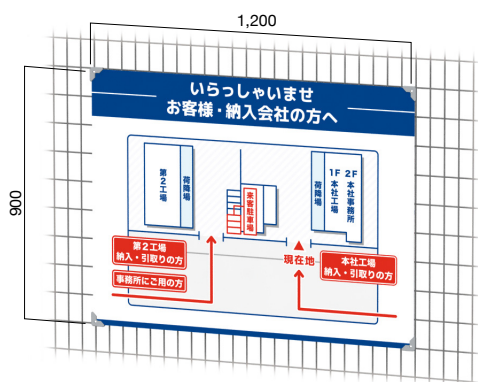 1,200
900
いらっしゃいませ
お客様・納入会社の方へ
第2工場
荷降場
来客駐車場
荷降場
1F 本社工場
2F 本社事務所
第2工場
納入・引取りの方
事務所にご用の方
現在地
本社工場
納入・引取りの方